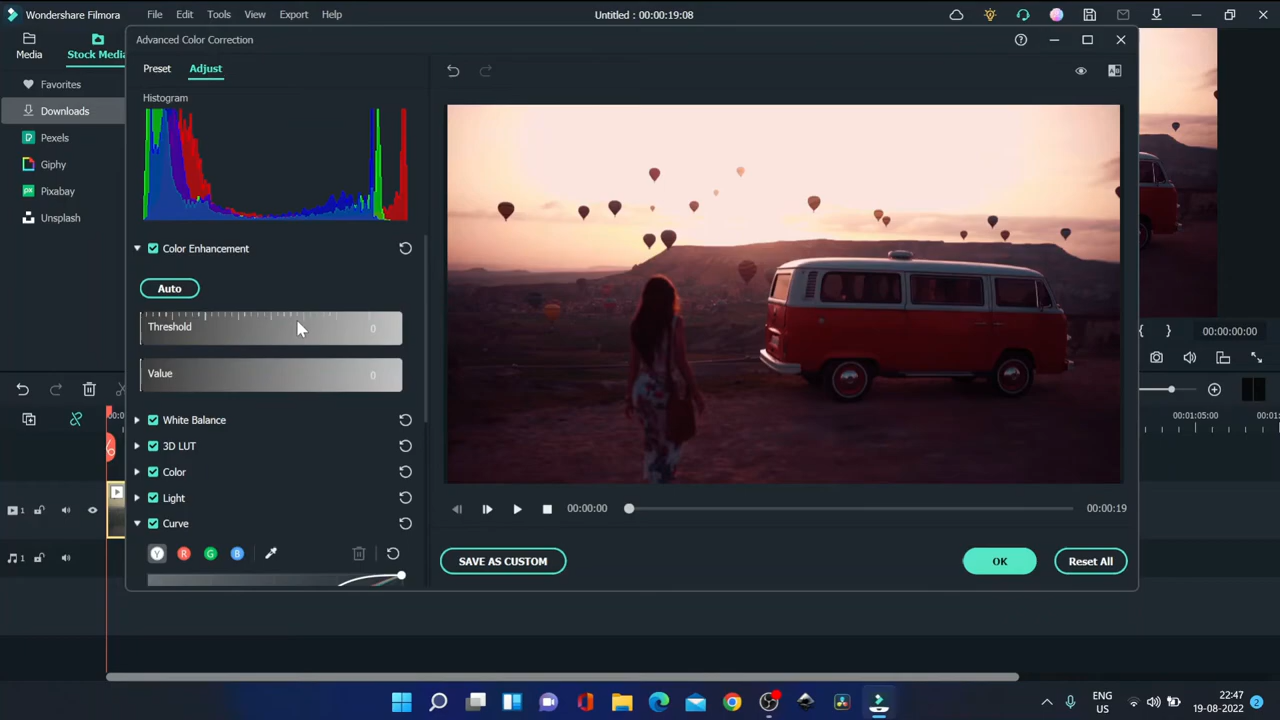 Wondershare Filmora
File
Edit
Tools
View
Export
Help
Untitled : 00:00:19:08
Media
Stock Media
Favorites
Downloads
Pexels
Giphy
Pixabay
Unsplash
Advanced Color Correction
Preset
Adjust
Histogram
Color Enhancement
Auto
Threshold
0
Value
0
White Balance
3D LUT
Color
Light
Curve
Y
R
G
B
00:00:00
00:00:19
SAVE AS CUSTOM
OK
Reset All
00:00:00:00
00:01:05:00
1
1
ENG
US
22:47
19-08-2022
2